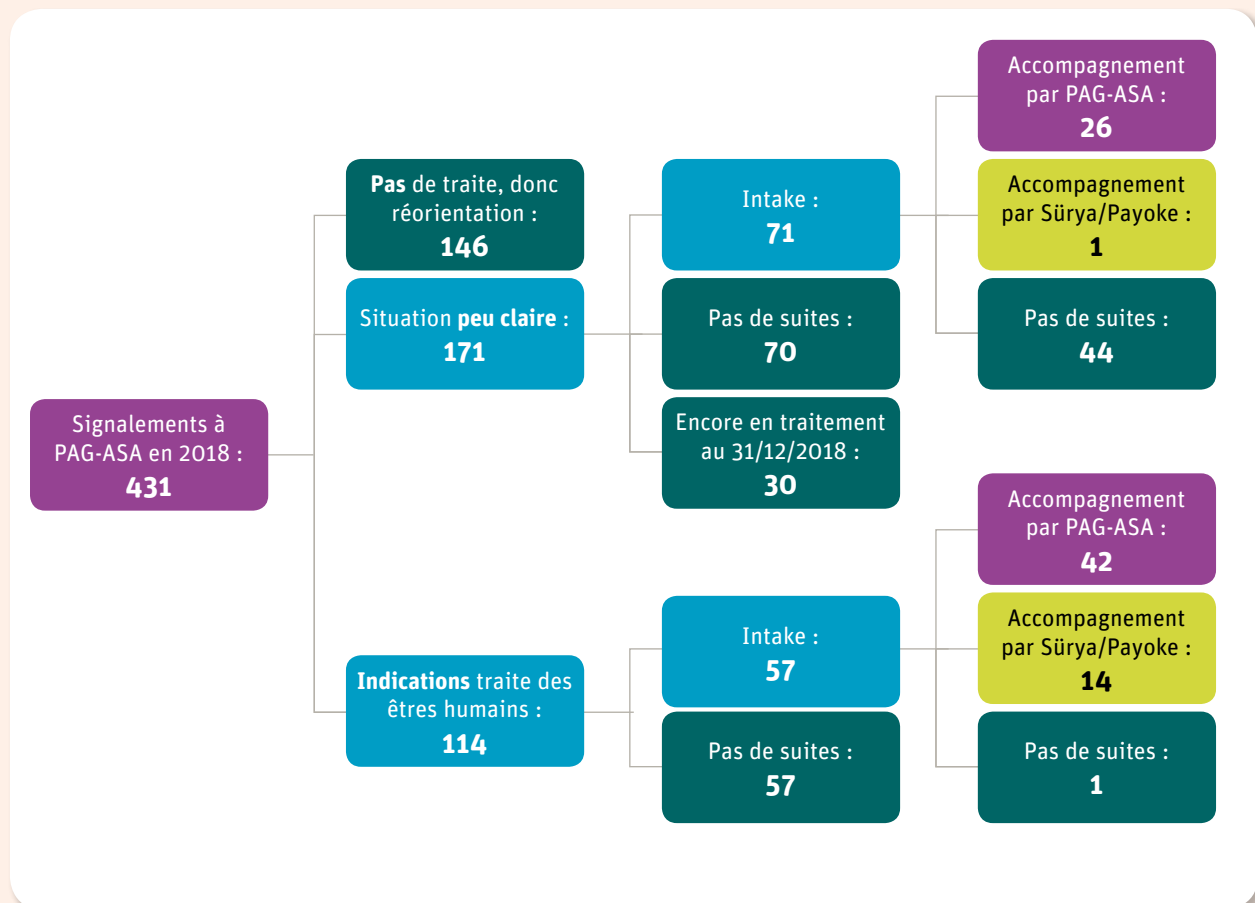 Signalements à
PAG-ASA en 2018 :
431
Pas de traite, donc
réorientation :
146
Situation peu claire :
171
Indications traite des
êtres humains :
114
Intake :
71
Pas de suites :
70
Encore en traitement
au 31/12/2018 :
30
Intake :
57
Pas de suites :
57
Accompagnement
par PAG-ASA :
26
Accompagnement
par Sürya/Payoke :
1
Pas de suites :
44
Accompagnement
par PAG-ASA :
42
Accompagnement
par Sürya/Payoke :
14
Pas de suites :
1